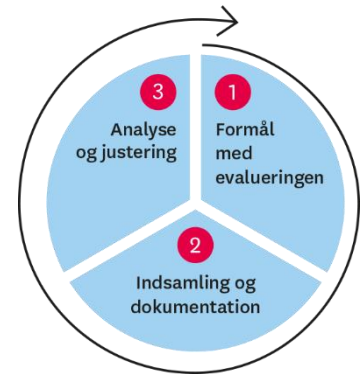 1
Formål
med
evalueringen
2
Indsamling og
dokumentation
3
Analyse
og justering